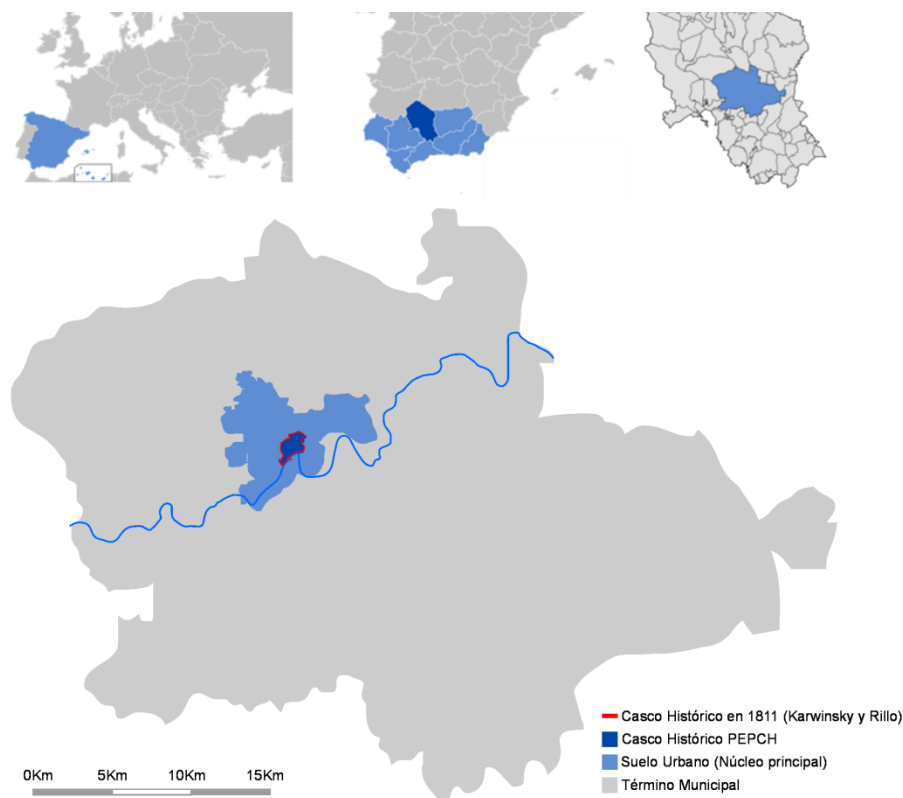 Casco Histórico en 1811 (Karwinsky y Rillo)
Casco Histórico PEPCH
Suelo Urbano (Núcleo principal)
Término Municipal
0Km 5Km 10Km 15Km